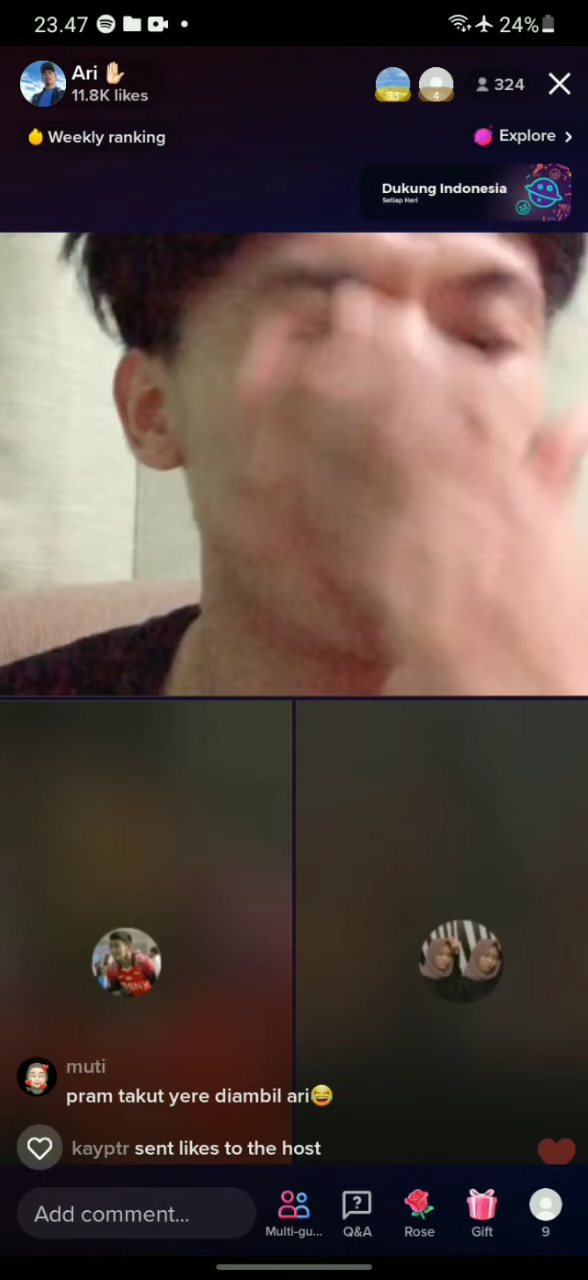 23.47
24%
Ari ✋🏻
11.8K likes
33
4
324
Weekly ranking
Explore >
Dukung Indonesia
Setiap Hari
muti
pram takut yere diambil ari😆
kayptr sent likes to the host
Add comment...
Multi-gu...
Q&A
Rose
Gift
9